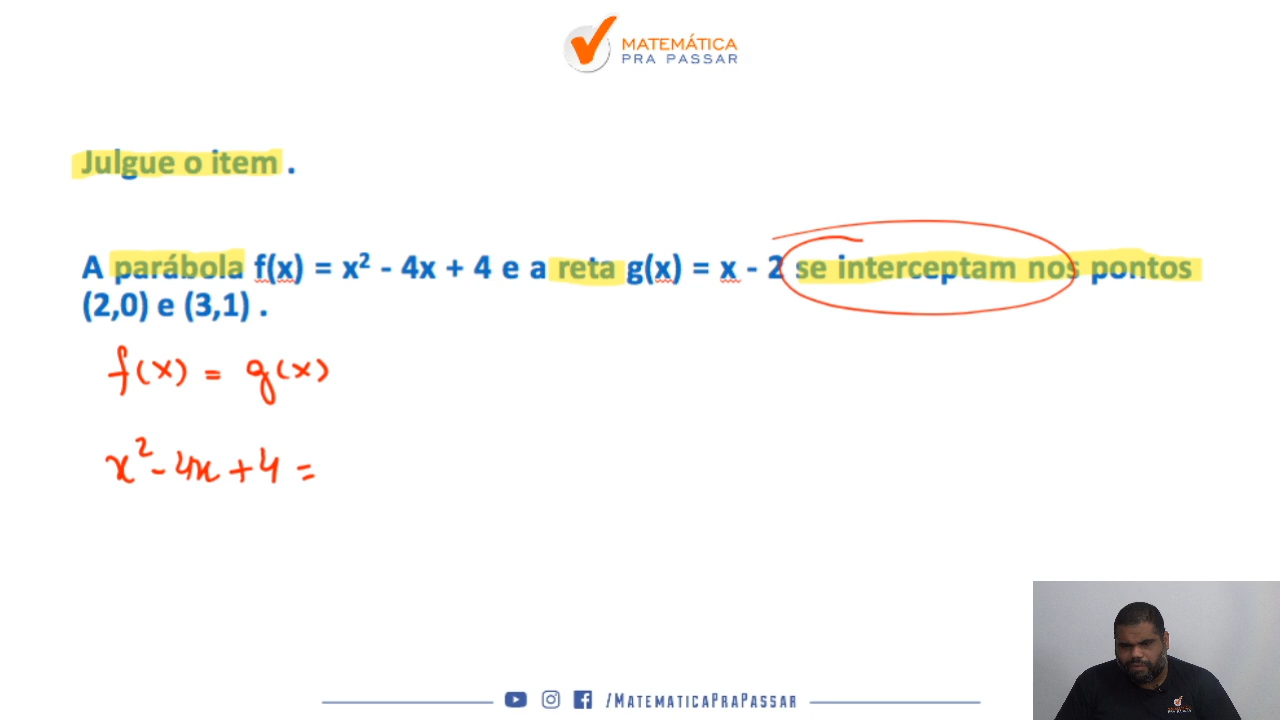 MATEMÁTICA
PRA PASSAR
Julgue o item .
A parábola f(x) = x² - 4x + 4 e a reta g(x) = x - 2 se interceptam nos pontos
(2,0) e (3,1) .
f(x) = g(x)
x² - 4x + 4 =
/MATEMATICAPRAPASSAR